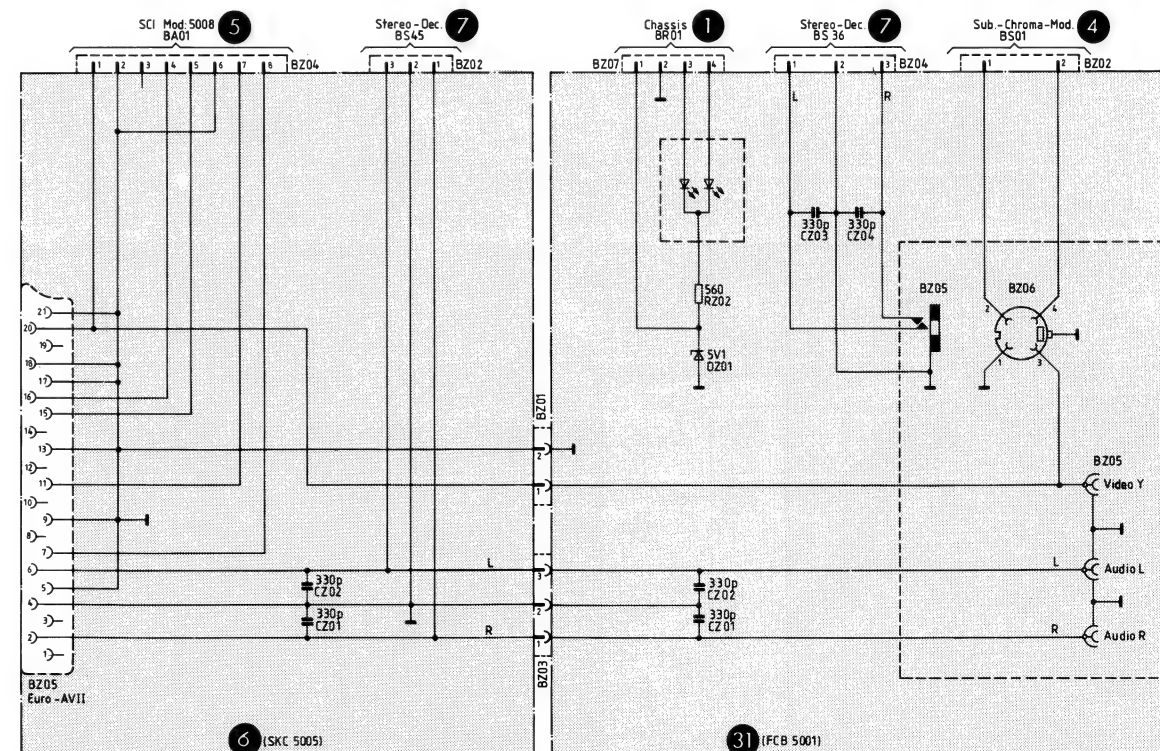 SCI Mod: 5008 5
BA01
Stereo-Dec. 7
BS45
Chassis 1
BR01
Stereo-Dec. 7
BS 36
Sub.-Chroma-Mod. 4
BS01
1 2 3 4 5 6 7 8 BZ04
3 2 1 BZ02
BZ07 1 2 3 4
1 2 3 BZ04
1 2 BZ02
L R
330p 330p
CZ03 CZ04
560
RZ02
5V1
DZ01
BZ05
BZ06
2 4
1 3
21
20
19
18
17
16
15
14
13
12
11
10
9
8
7
6
5
4
3
2
1
BZ01
2
1
BZ05
Video Y
L
3
L Audio L
330p
CZ02
330p
CZ01
330p
CZ02
330p
CZ01
2
R
1
R Audio R
BZ03
BZ05
Euro-AVII
6 (SKC 5005)
31 (FCB 5001)